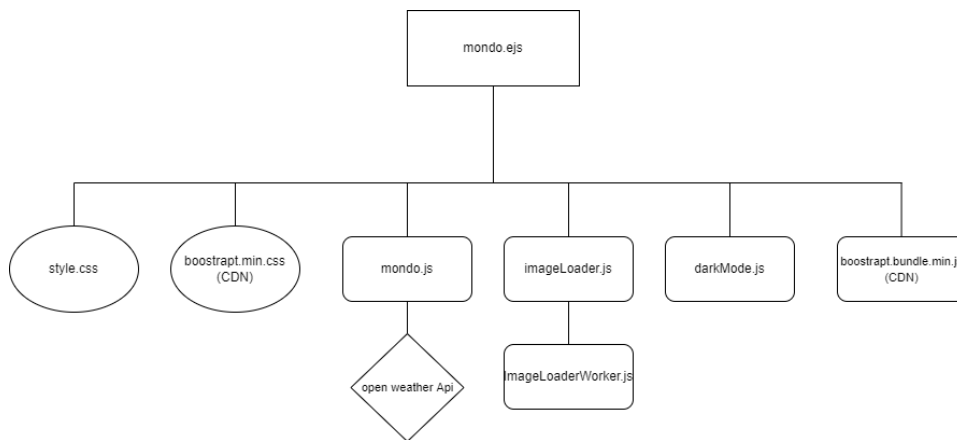 mondo.ejs
style.css
boostrapt.min.css
(CDN)
mondo.js
imageLoader.js
darkMode.js
boostrapt.bundle.min.j
(CDN)
open weather Api
ImageLoaderWorker.js